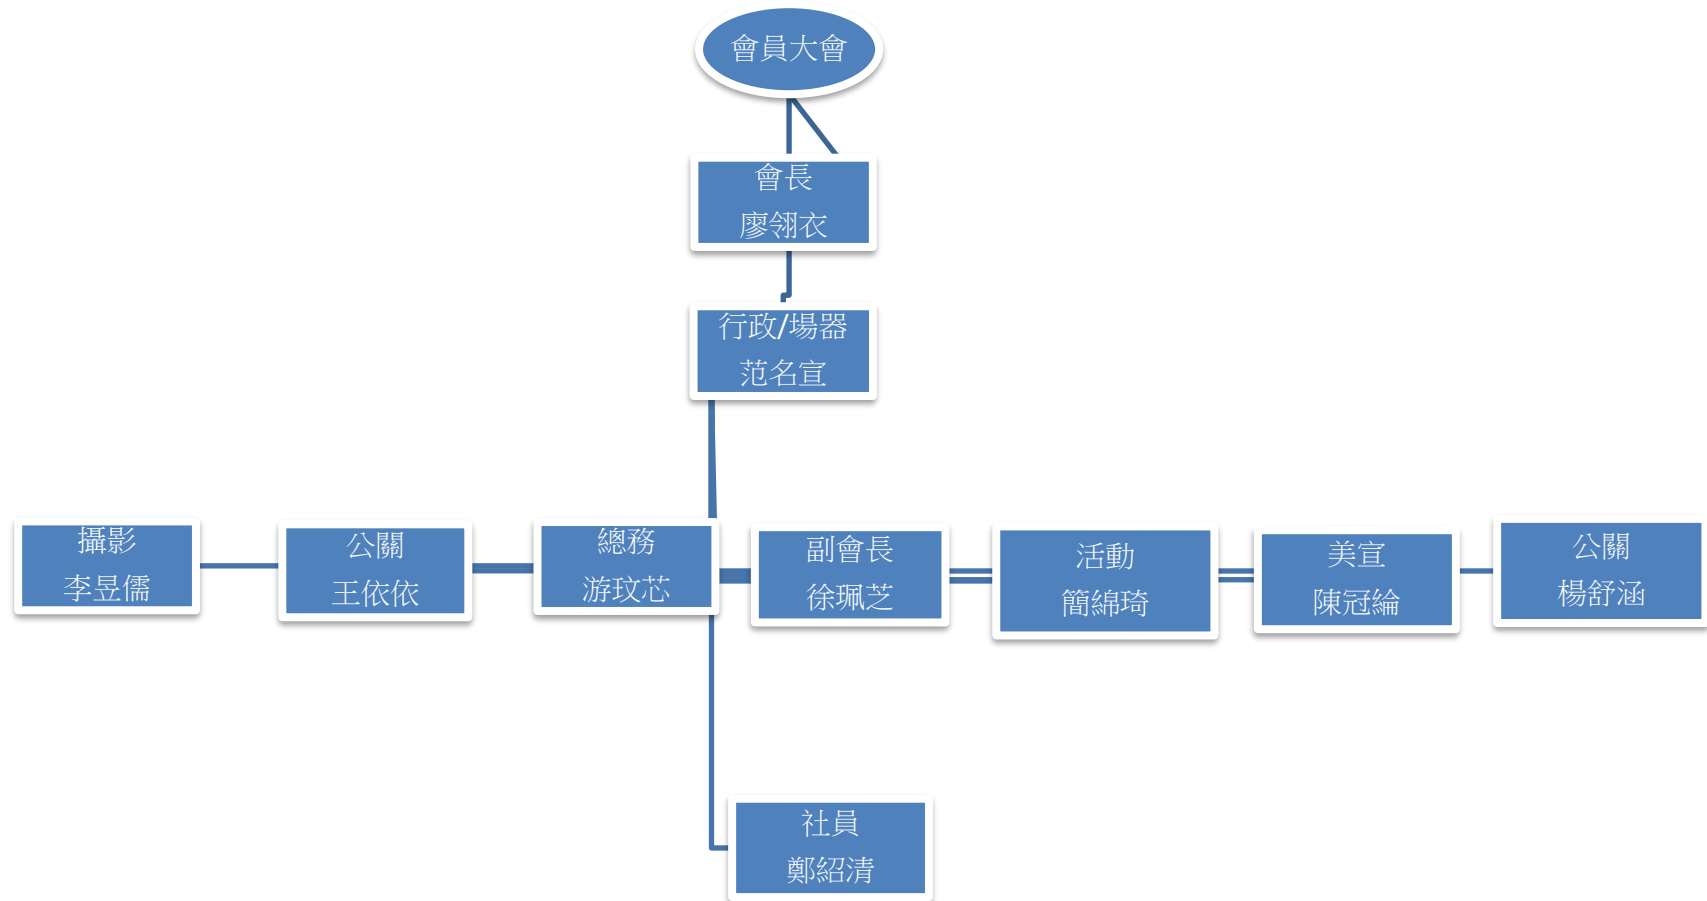 會員大會
會長
廖翎衣
行政/場器
范名宣
攝影
李昱儒
公關
王依依
總務
游玟芯
副會長
徐珮芝
活動
簡綿琦
美宣
陳冠綸
公關
楊舒涵
社員
鄭紹清